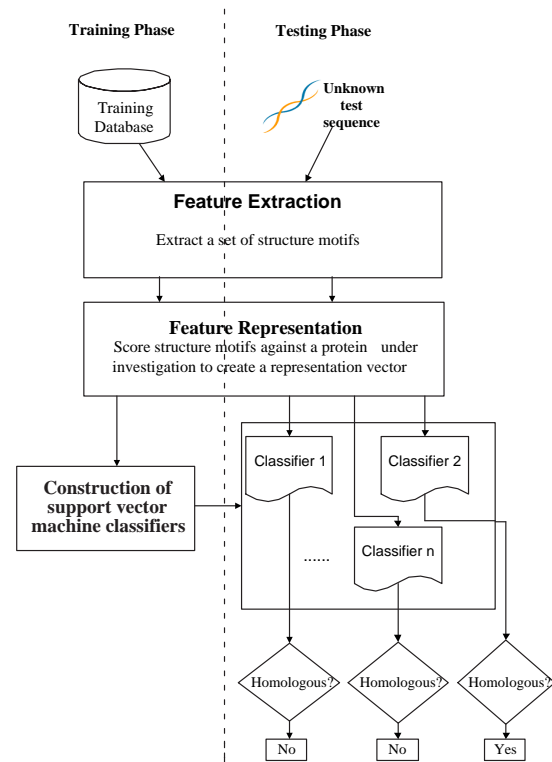 Training Phase
Testing Phase
Training
Database
Unknown
test
sequence
Feature Extraction
Extract a set of structure motifs
Feature Representation
Score structure motifs against a protein under
investigation to create a representation vector
Construction of
support vector
machine classifiers
Classifier 1
Classifier 2
......
Classifier n
Homologous?
Homologous?
Homologous?
No
No
Yes